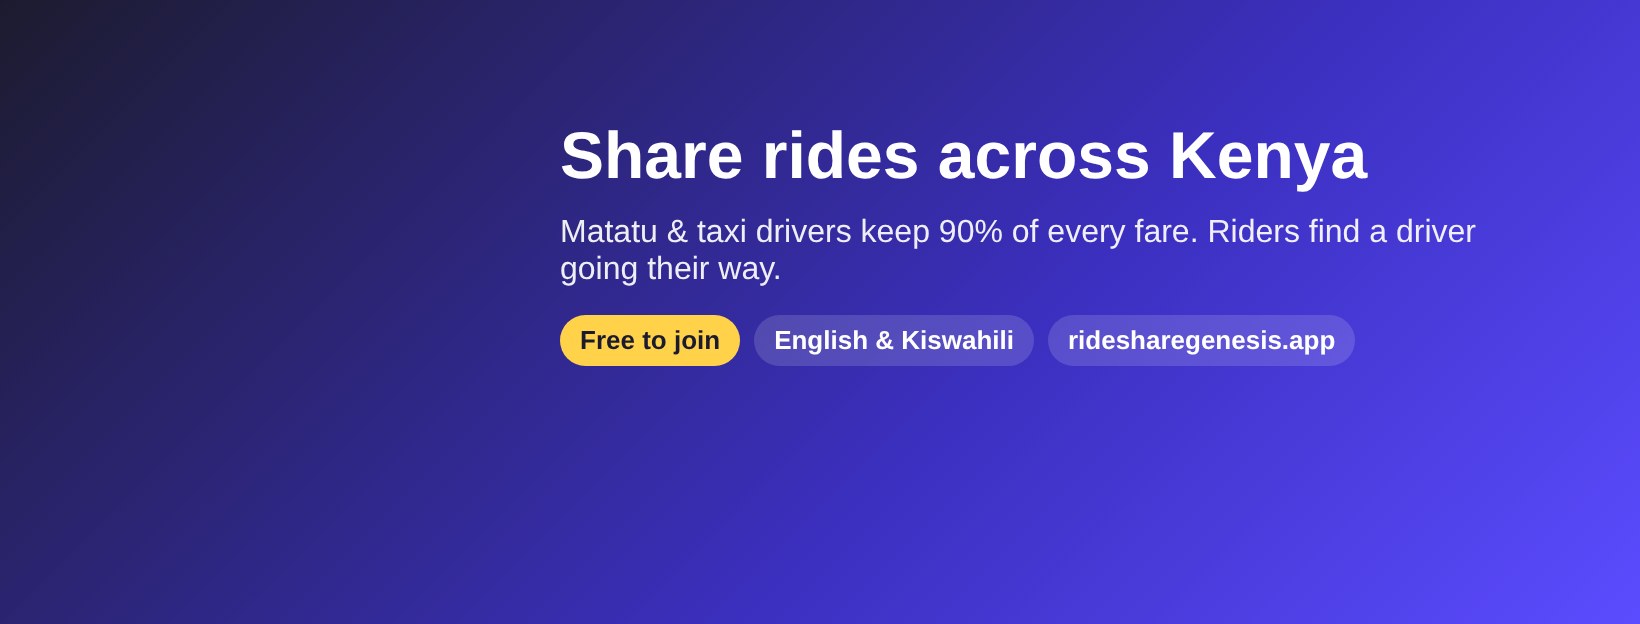 Share rides across Kenya
Matatu & taxi drivers keep 90% of every fare. Riders find a driver
going their way.
Free to join
English & Kiswahili
ridesharegenesis.app